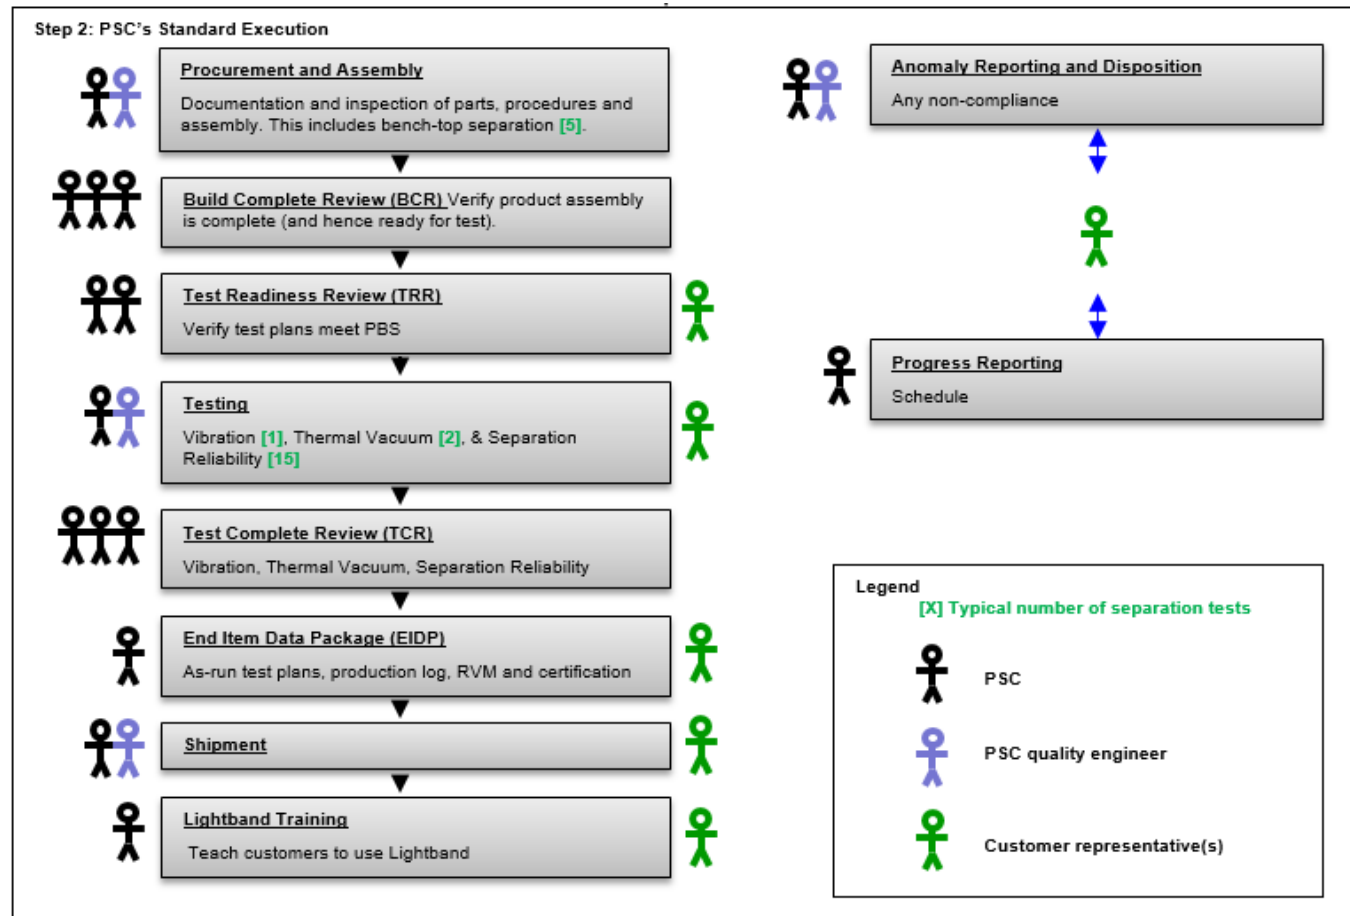 Step 2: PSC's Standard Execution
Procurement and Assembly
Documentation and inspection of parts, procedures and
assembly. This includes bench-top separation [5].
Build Complete Review (BCR) Verify product assembly
is complete (and hence ready for test).
Test Readiness Review (TRR)
Verify test plans meet PBS
Testing
Vibration [1], Thermal Vacuum [2], & Separation
Reliability [15]
Test Complete Review (TCR)
Vibration, Thermal Vacuum, Separation Reliability
End Item Data Package (EIDP)
As-run test plans, production log, RVM and certification
Shipment
Lightband Training
Teach customers to use Lightband
Anomaly Reporting and Disposition
Any non-compliance
Progress Reporting
Schedule
Legend
[X] Typical number of separation tests
PSC
PSC quality engineer
Customer representative(s)